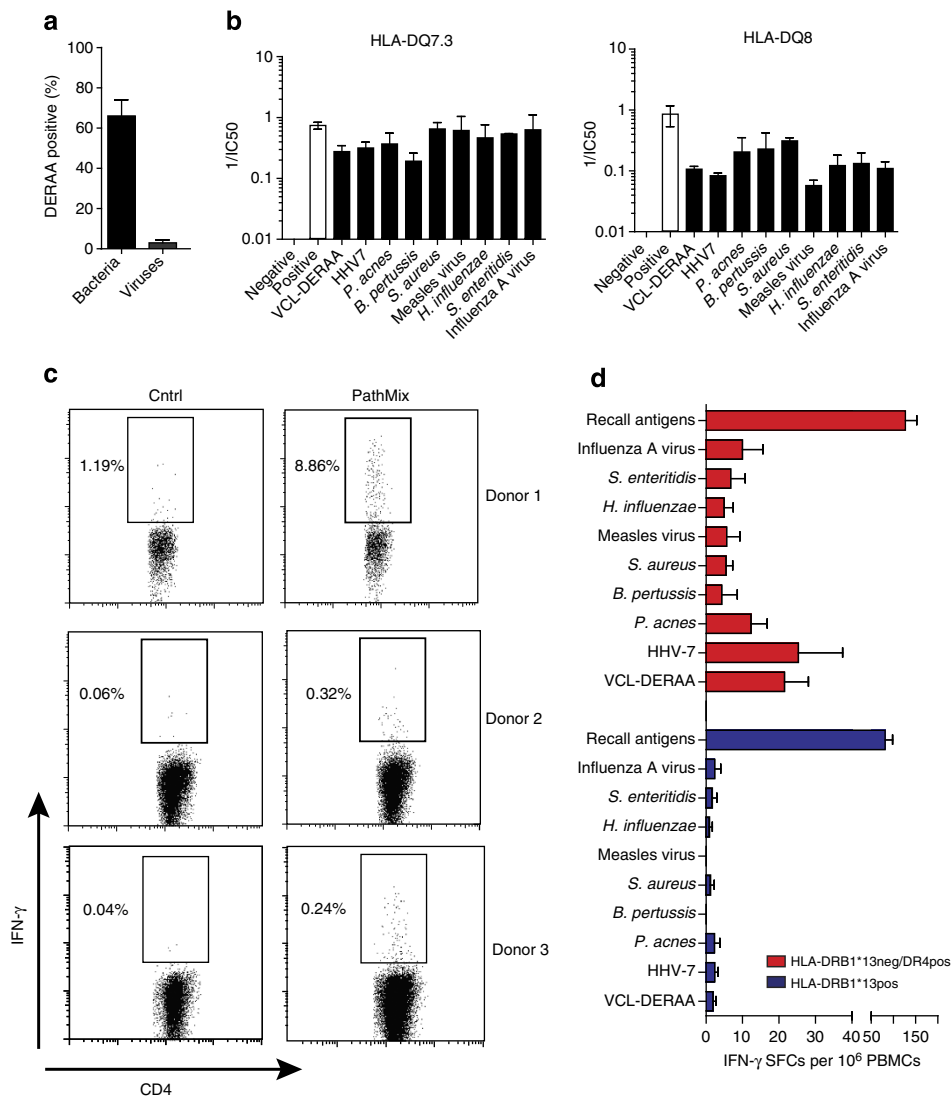 a
DERAA positive (%)
100
80
60
40
20
0
Bacteria
Viruses
b
HLA-DQ7.3
1/IC50
10
1
0.1
0.01
Negative
Positive
VCL-DERAA
HHV7
P. acnes
B. pertussis
S. aureus
Measles virus
H. influenzae
S. enteritidis
Influenza A virus
HLA-DQ8
1/IC50
10
1
0.1
0.01
Negative
Positive
VCL-DERAA
HHV7
P. acnes
B. pertussis
S. aureus
Measles virus
H. influenzae
S. enteritidis
Influenza A virus
c
Cntrl
PathMix
1.19%
8.86%
Donor 1
0.06%
0.32%
Donor 2
0.04%
0.24%
Donor 3
IFN-γ
CD4
d
Recall antigens
Influenza A virus
S. enteritidis
H. influenzae
Measles virus
S. aureus
B. pertussis
P. acnes
HHV-7
VCL-DERAA
Recall antigens
Influenza A virus
S. enteritidis
H. influenzae
Measles virus
S. aureus
B. pertussis
P. acnes
HHV-7
VCL-DERAA
HLA-DRB1*13neg/DR4pos
HLA-DRB1*13pos
0 10 20 30 40 50 150
IFN-γ SFCs per 10⁶ PBMCs